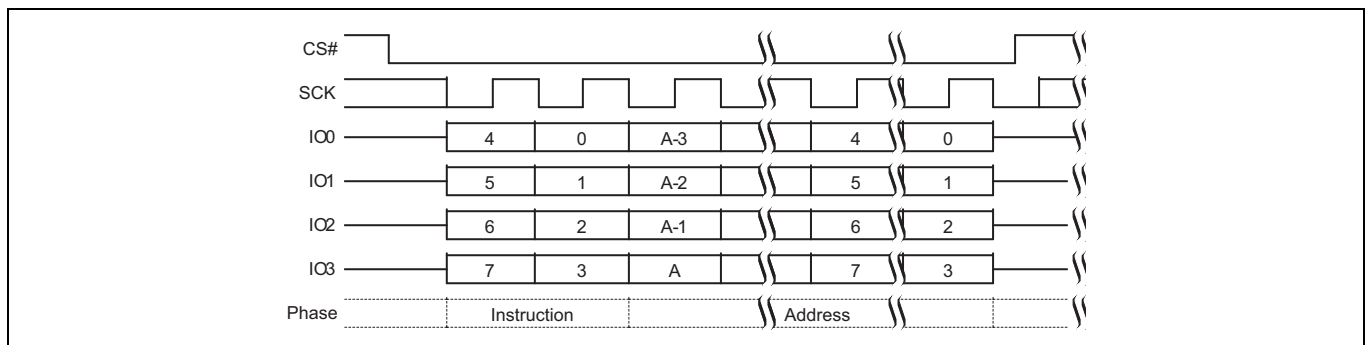 CS#
SCK
IO0 4 0 A-3 4 0
IO1 5 1 A-2 5 1
IO2 6 2 A-1 6 2
IO3 7 3 A 7 3
Phase Instruction Address